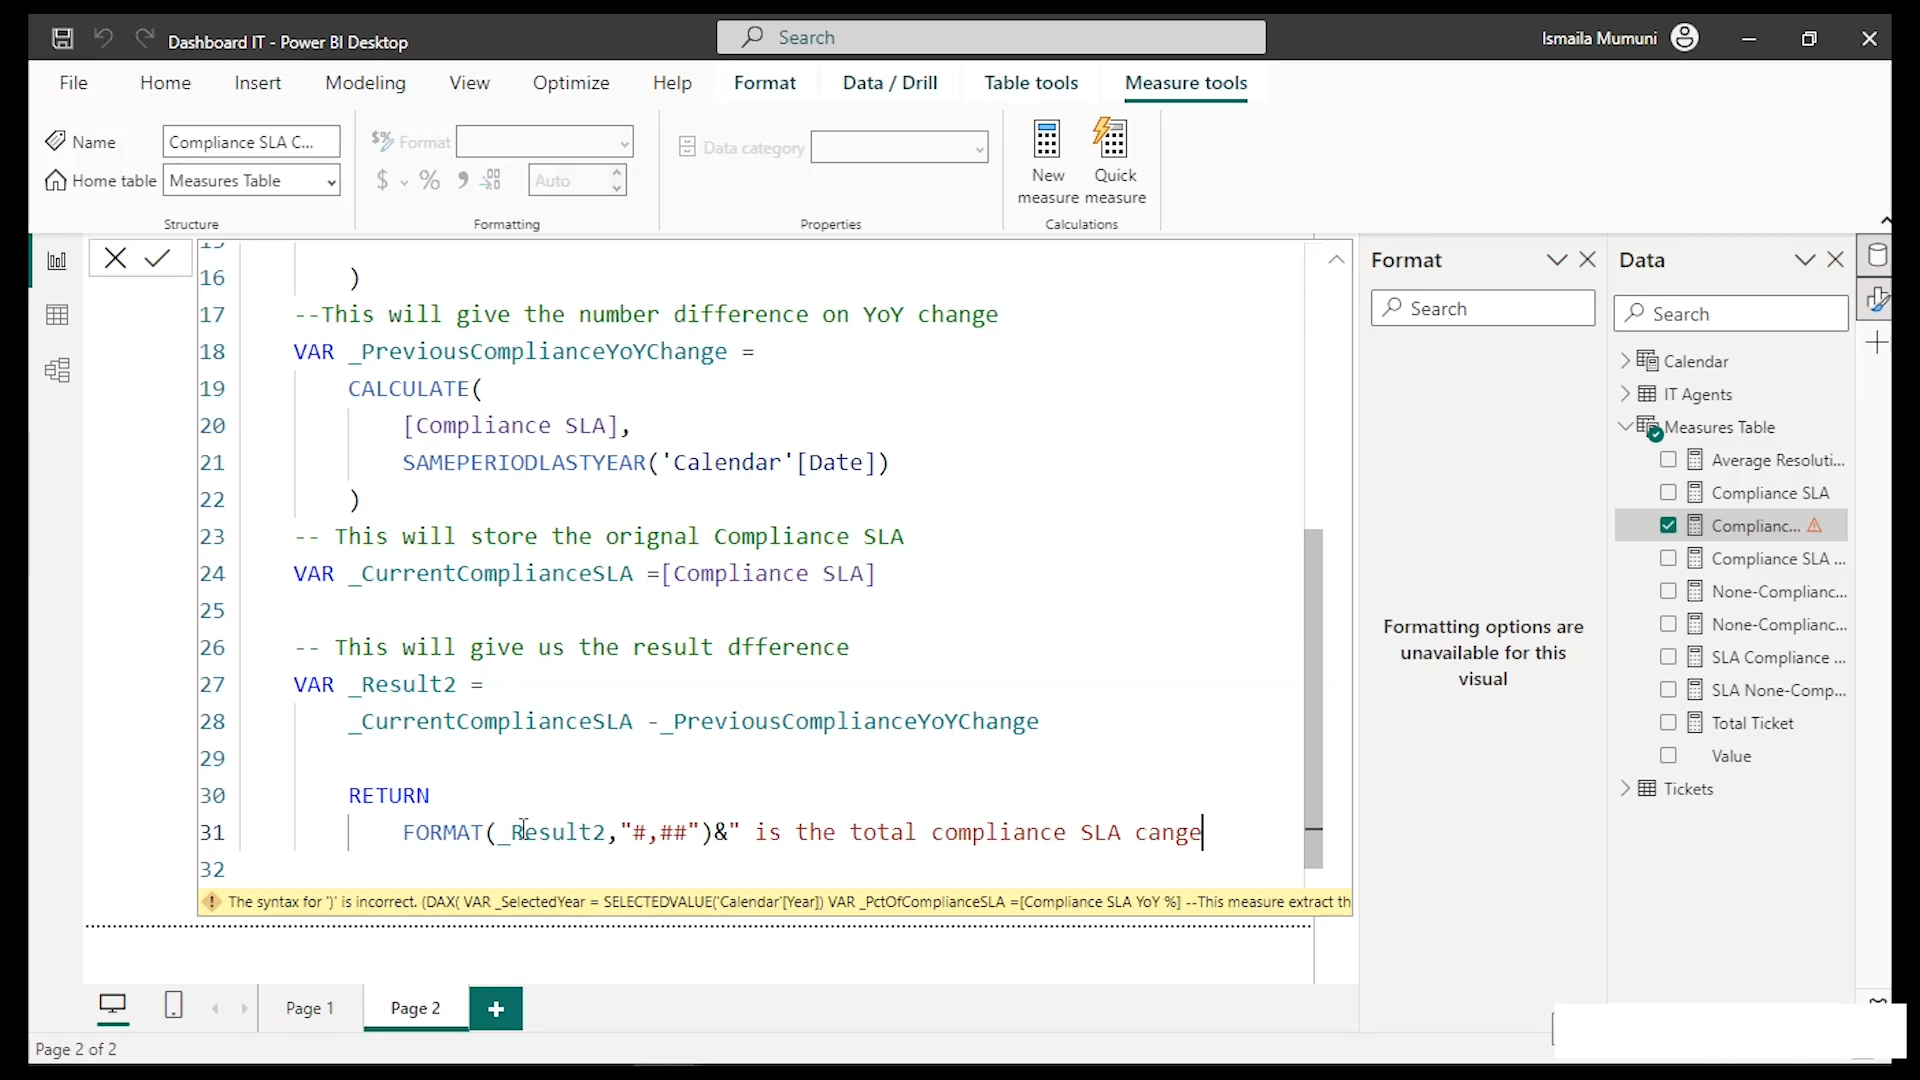 Dashboard IT - Power BI Desktop
Search
Ismaila Mumuni
File Home Insert Modeling View Optimize Help Format Data / Drill Table tools Measure tools
Name Compliance SLA C...
Home table Measures Table
Structure
Format
$ % Auto
Formatting
Data category
Properties
New measure
Quick measure
Calculations
16 )
17 --This will give the number difference on YoY change
18 VAR _PreviousComplianceYoYChange =
19 CALCULATE(
20 [Compliance SLA],
21 SAMEPERIODLASTYEAR('Calendar'[Date])
22 )
23 -- This will store the orignal Compliance SLA
24 VAR _CurrentComplianceSLA =[Compliance SLA]
25
26 -- This will give us the result dfference
27 VAR _Result2 =
28 _CurrentComplianceSLA -_PreviousComplianceYoYChange
29
30 RETURN
31 FORMAT(_Result2,"#,##")&" is the total compliance SLA cange
32
The syntax for ')' is incorrect. (DAX( VAR _SelectedYear = SELECTEDVALUE('Calendar'[Year]) VAR _PctOfComplianceSLA =[Compliance SLA YoY %] --This measure extract th
Format
Search
Formatting options are
unavailable for this
visual
Data
Search
Calendar
IT Agents
Measures Table
Average Resoluti...
Compliance SLA
Complianc...
Compliance SLA ...
None-Complianc...
None-Complianc...
SLA Compliance ...
SLA None-Comp...
Total Ticket
Value
Tickets
Page 1
Page 2
Page 2 of 2